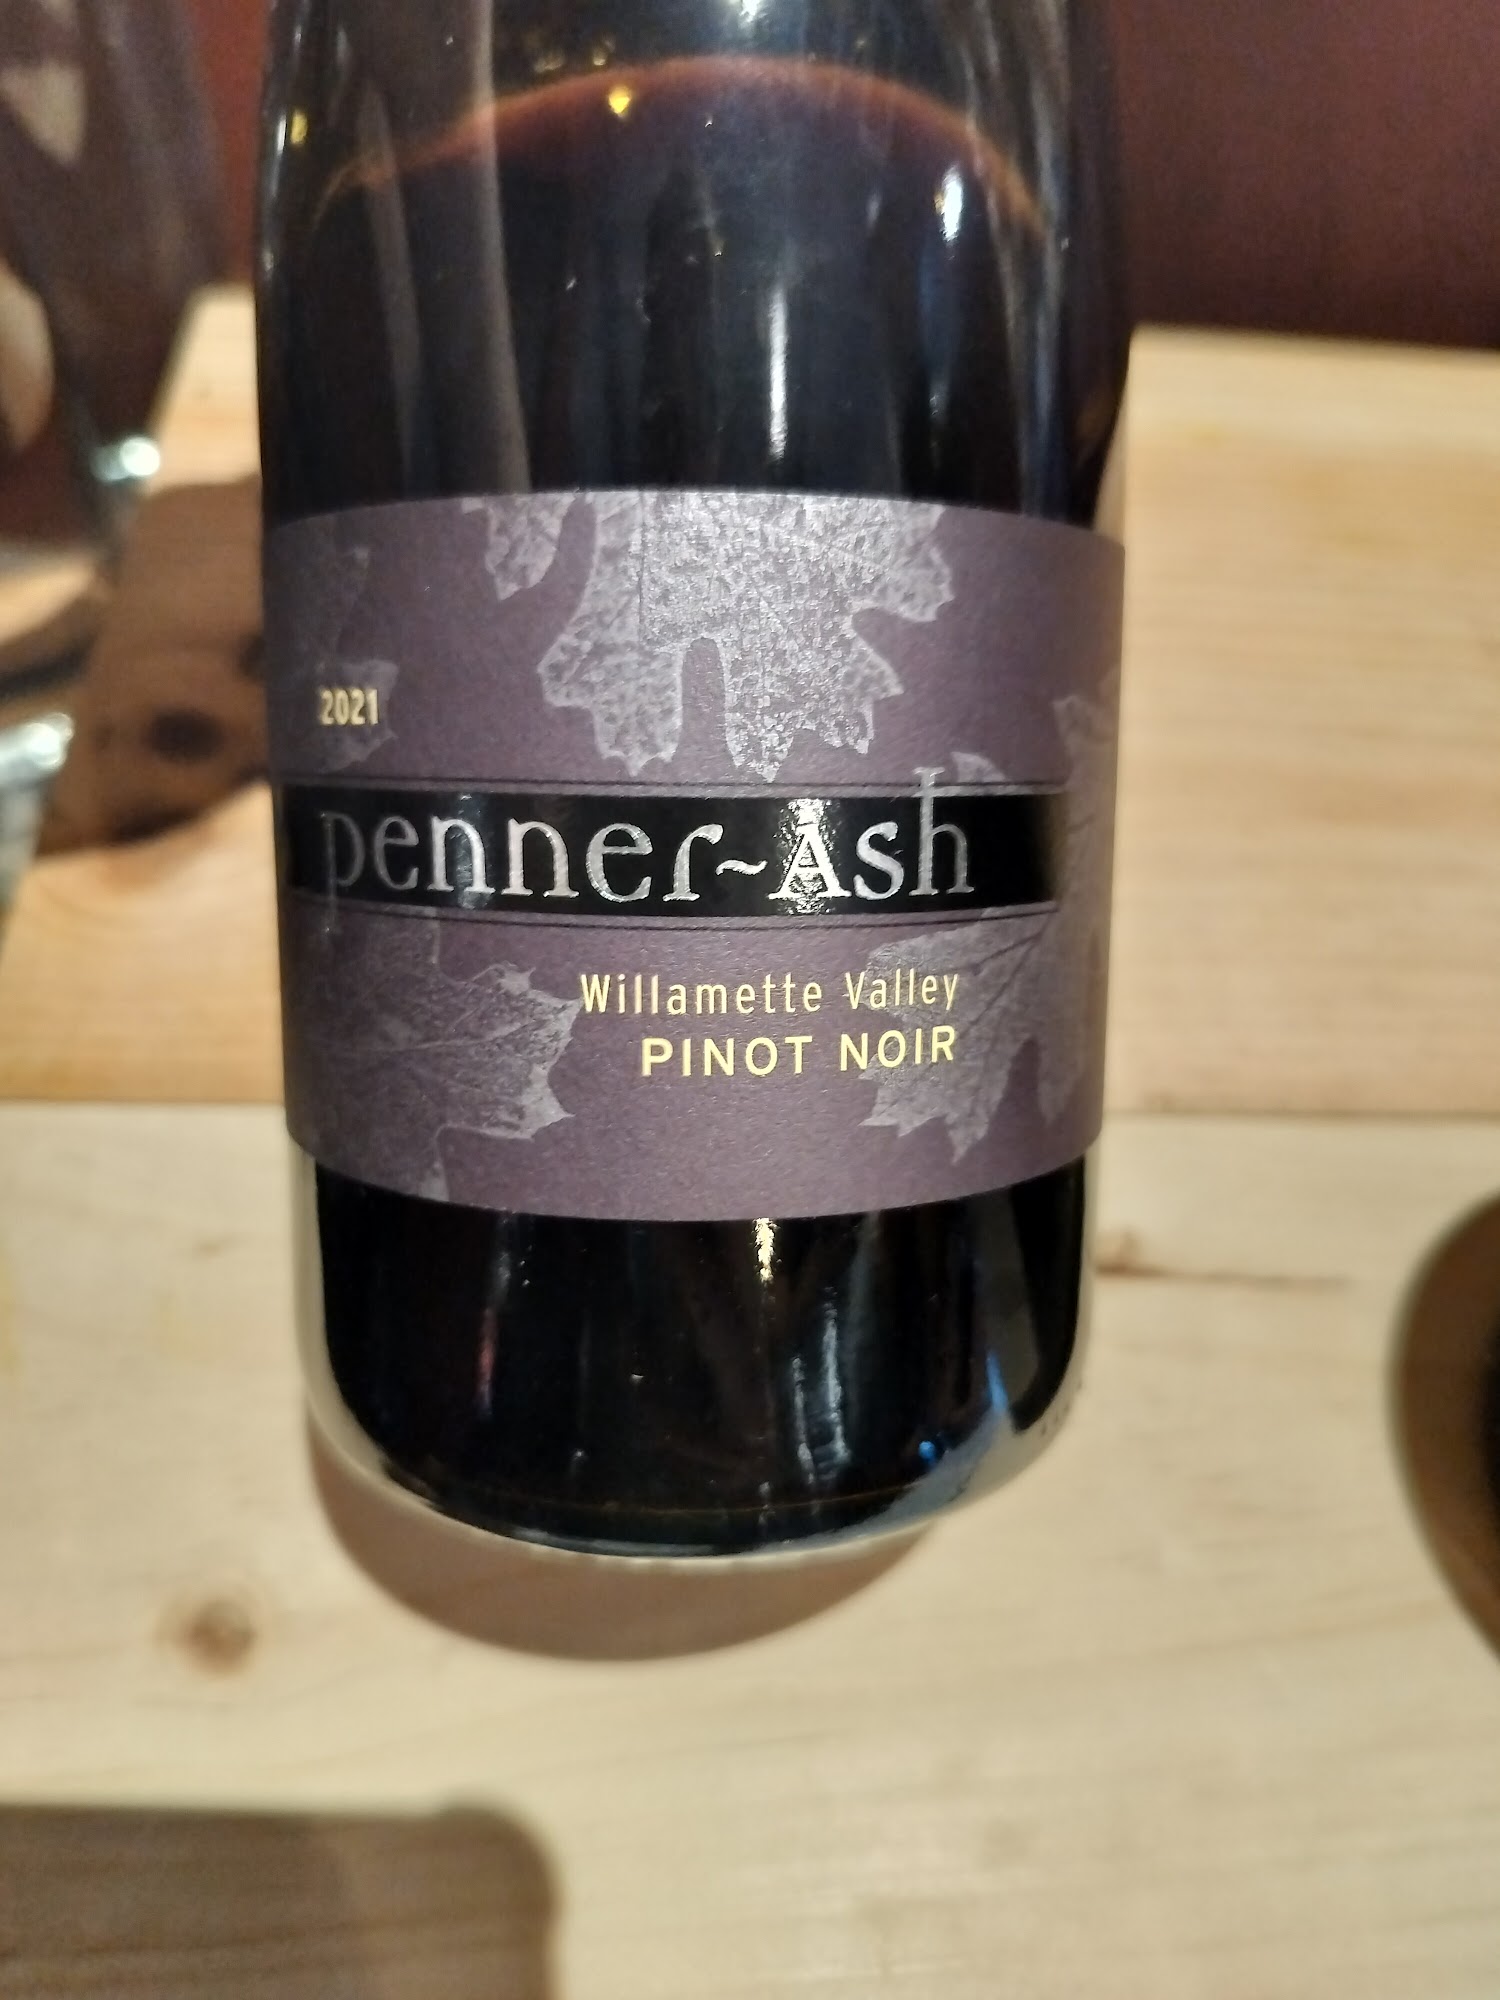 2021
penner-Ash
Willamette Valley
PINOT NOIR